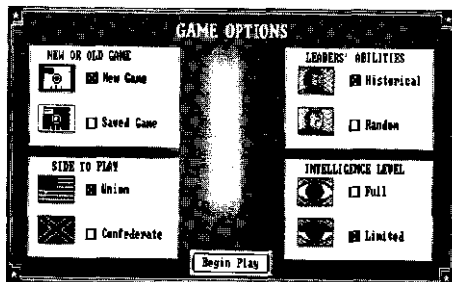 GAME OPTIONS
NEW OR OLD GAME
New Game
Saved Game
SIDE TO PLAY
Union
Confederate
LEADERS' ABILITIES
Historical
Random
INTELLIGENCE LEVEL
Full
Limited
Begin Play